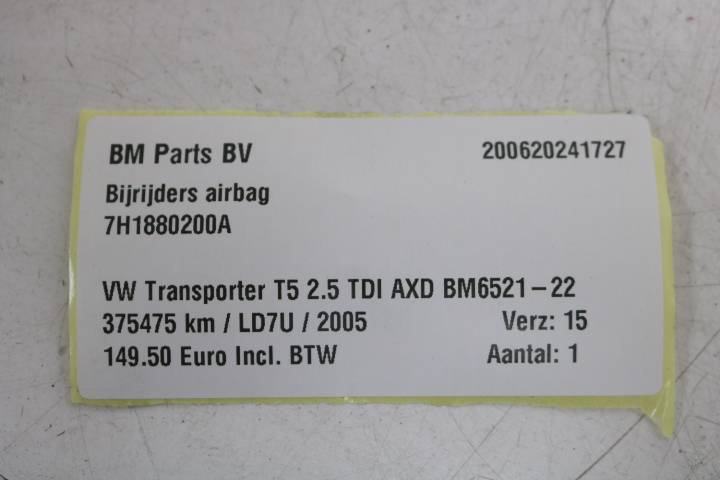 BM Parts BV 200620241727
Bijrijders airbag
7H1880200A
VW Transporter T5 2.5 TDI AXD BM6521-22
375475 km / LD7U / 2005 Verz: 15
149.50 Euro Incl. BTW Aantal: 1